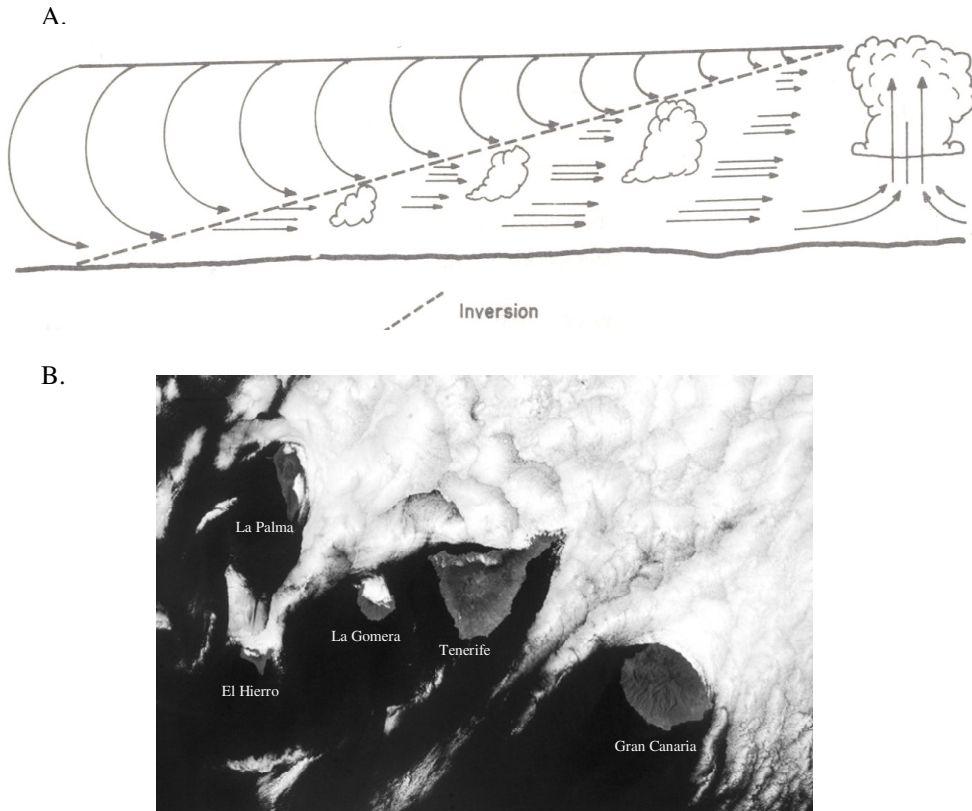 A.
Inversion
B.
La Palma
La Gomera
Tenerife
El Hierro
Gran Canaria